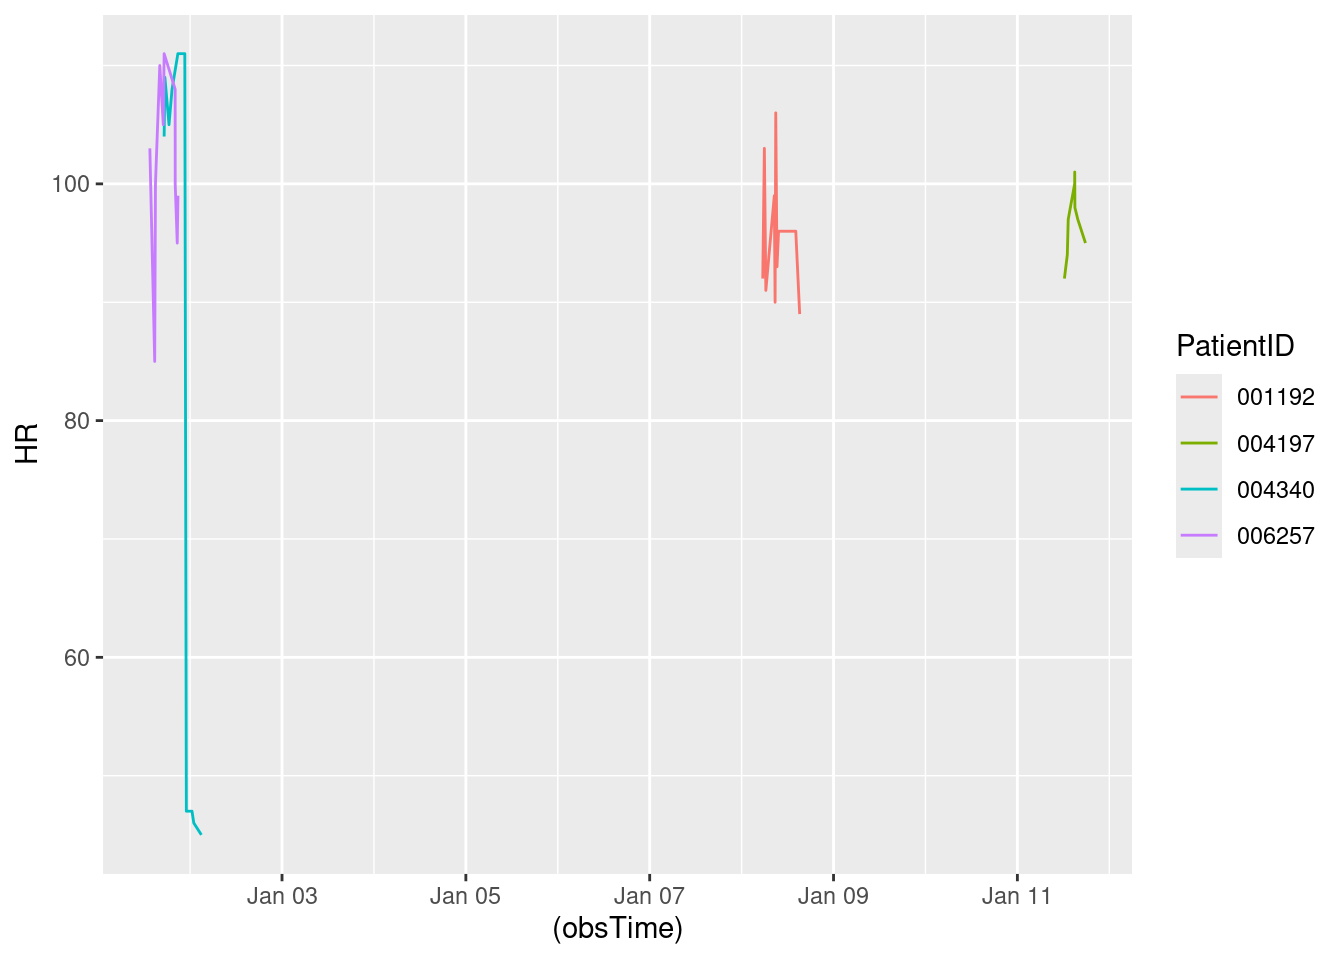 HR
100
80
60
Jan 03
Jan 05
Jan 07
Jan 09
Jan 11
(obsTime)
PatientID
001192
004197
004340
006257